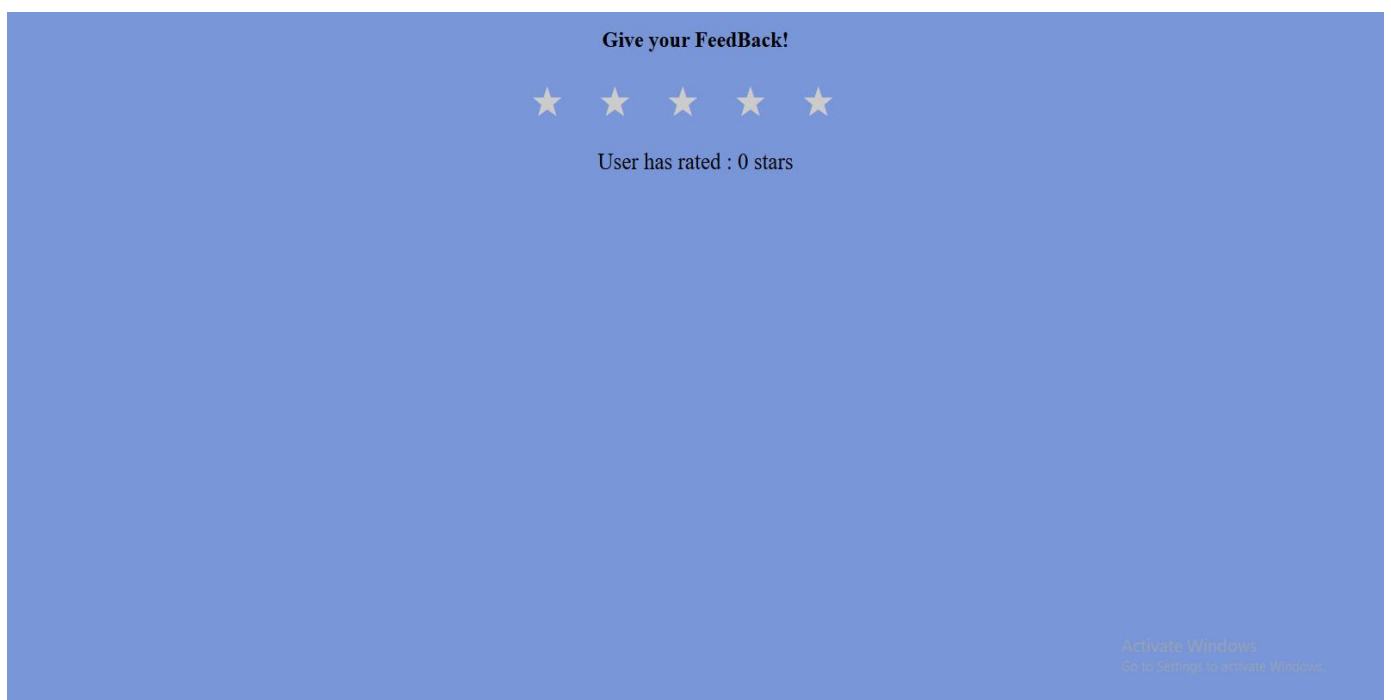 Give your FeedBack!
★ ★ ★ ★ ★
User has rated : 0 stars
Activate Windows
Go to Settings to activate Windows.